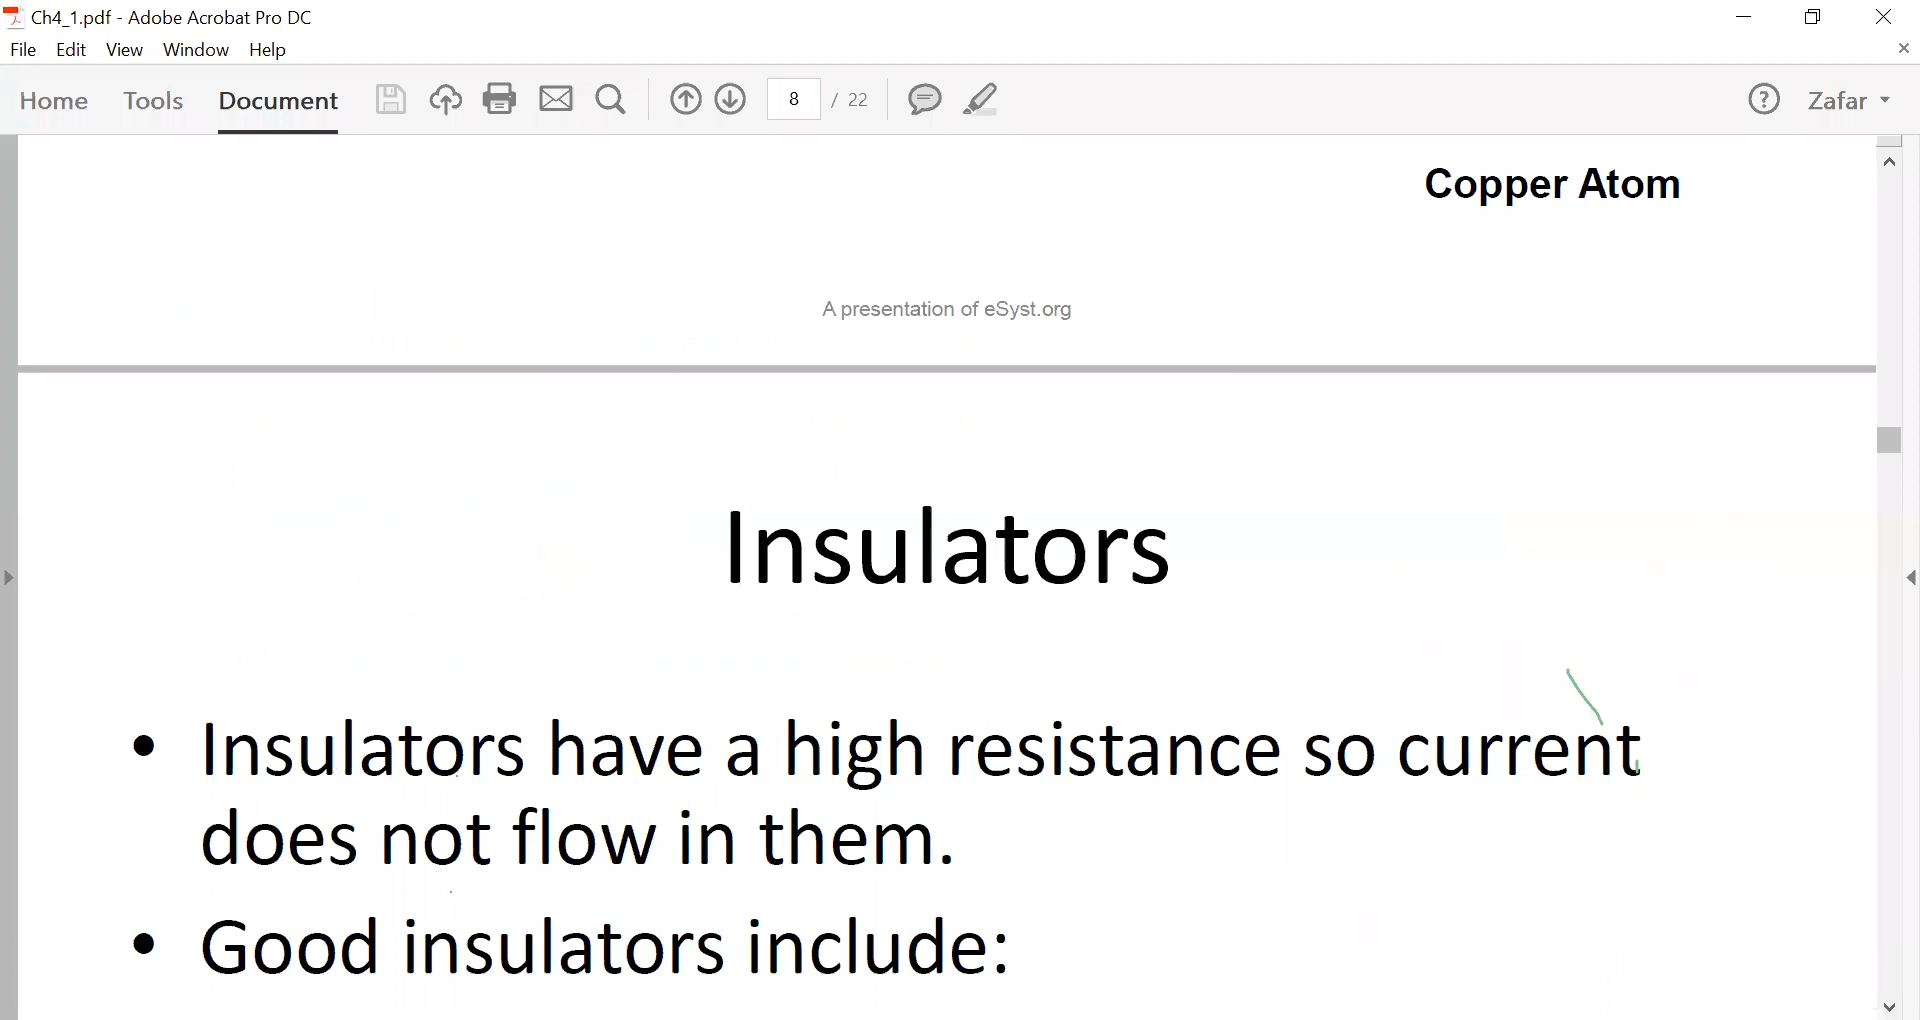 Ch4_1.pdf - Adobe Acrobat Pro DC
File Edit View Window Help
Home Tools Document 8 / 22 Zafar
Copper Atom
A presentation of eSyst.org
Insulators
• Insulators have a high resistance so current
does not flow in them.
• Good insulators include: